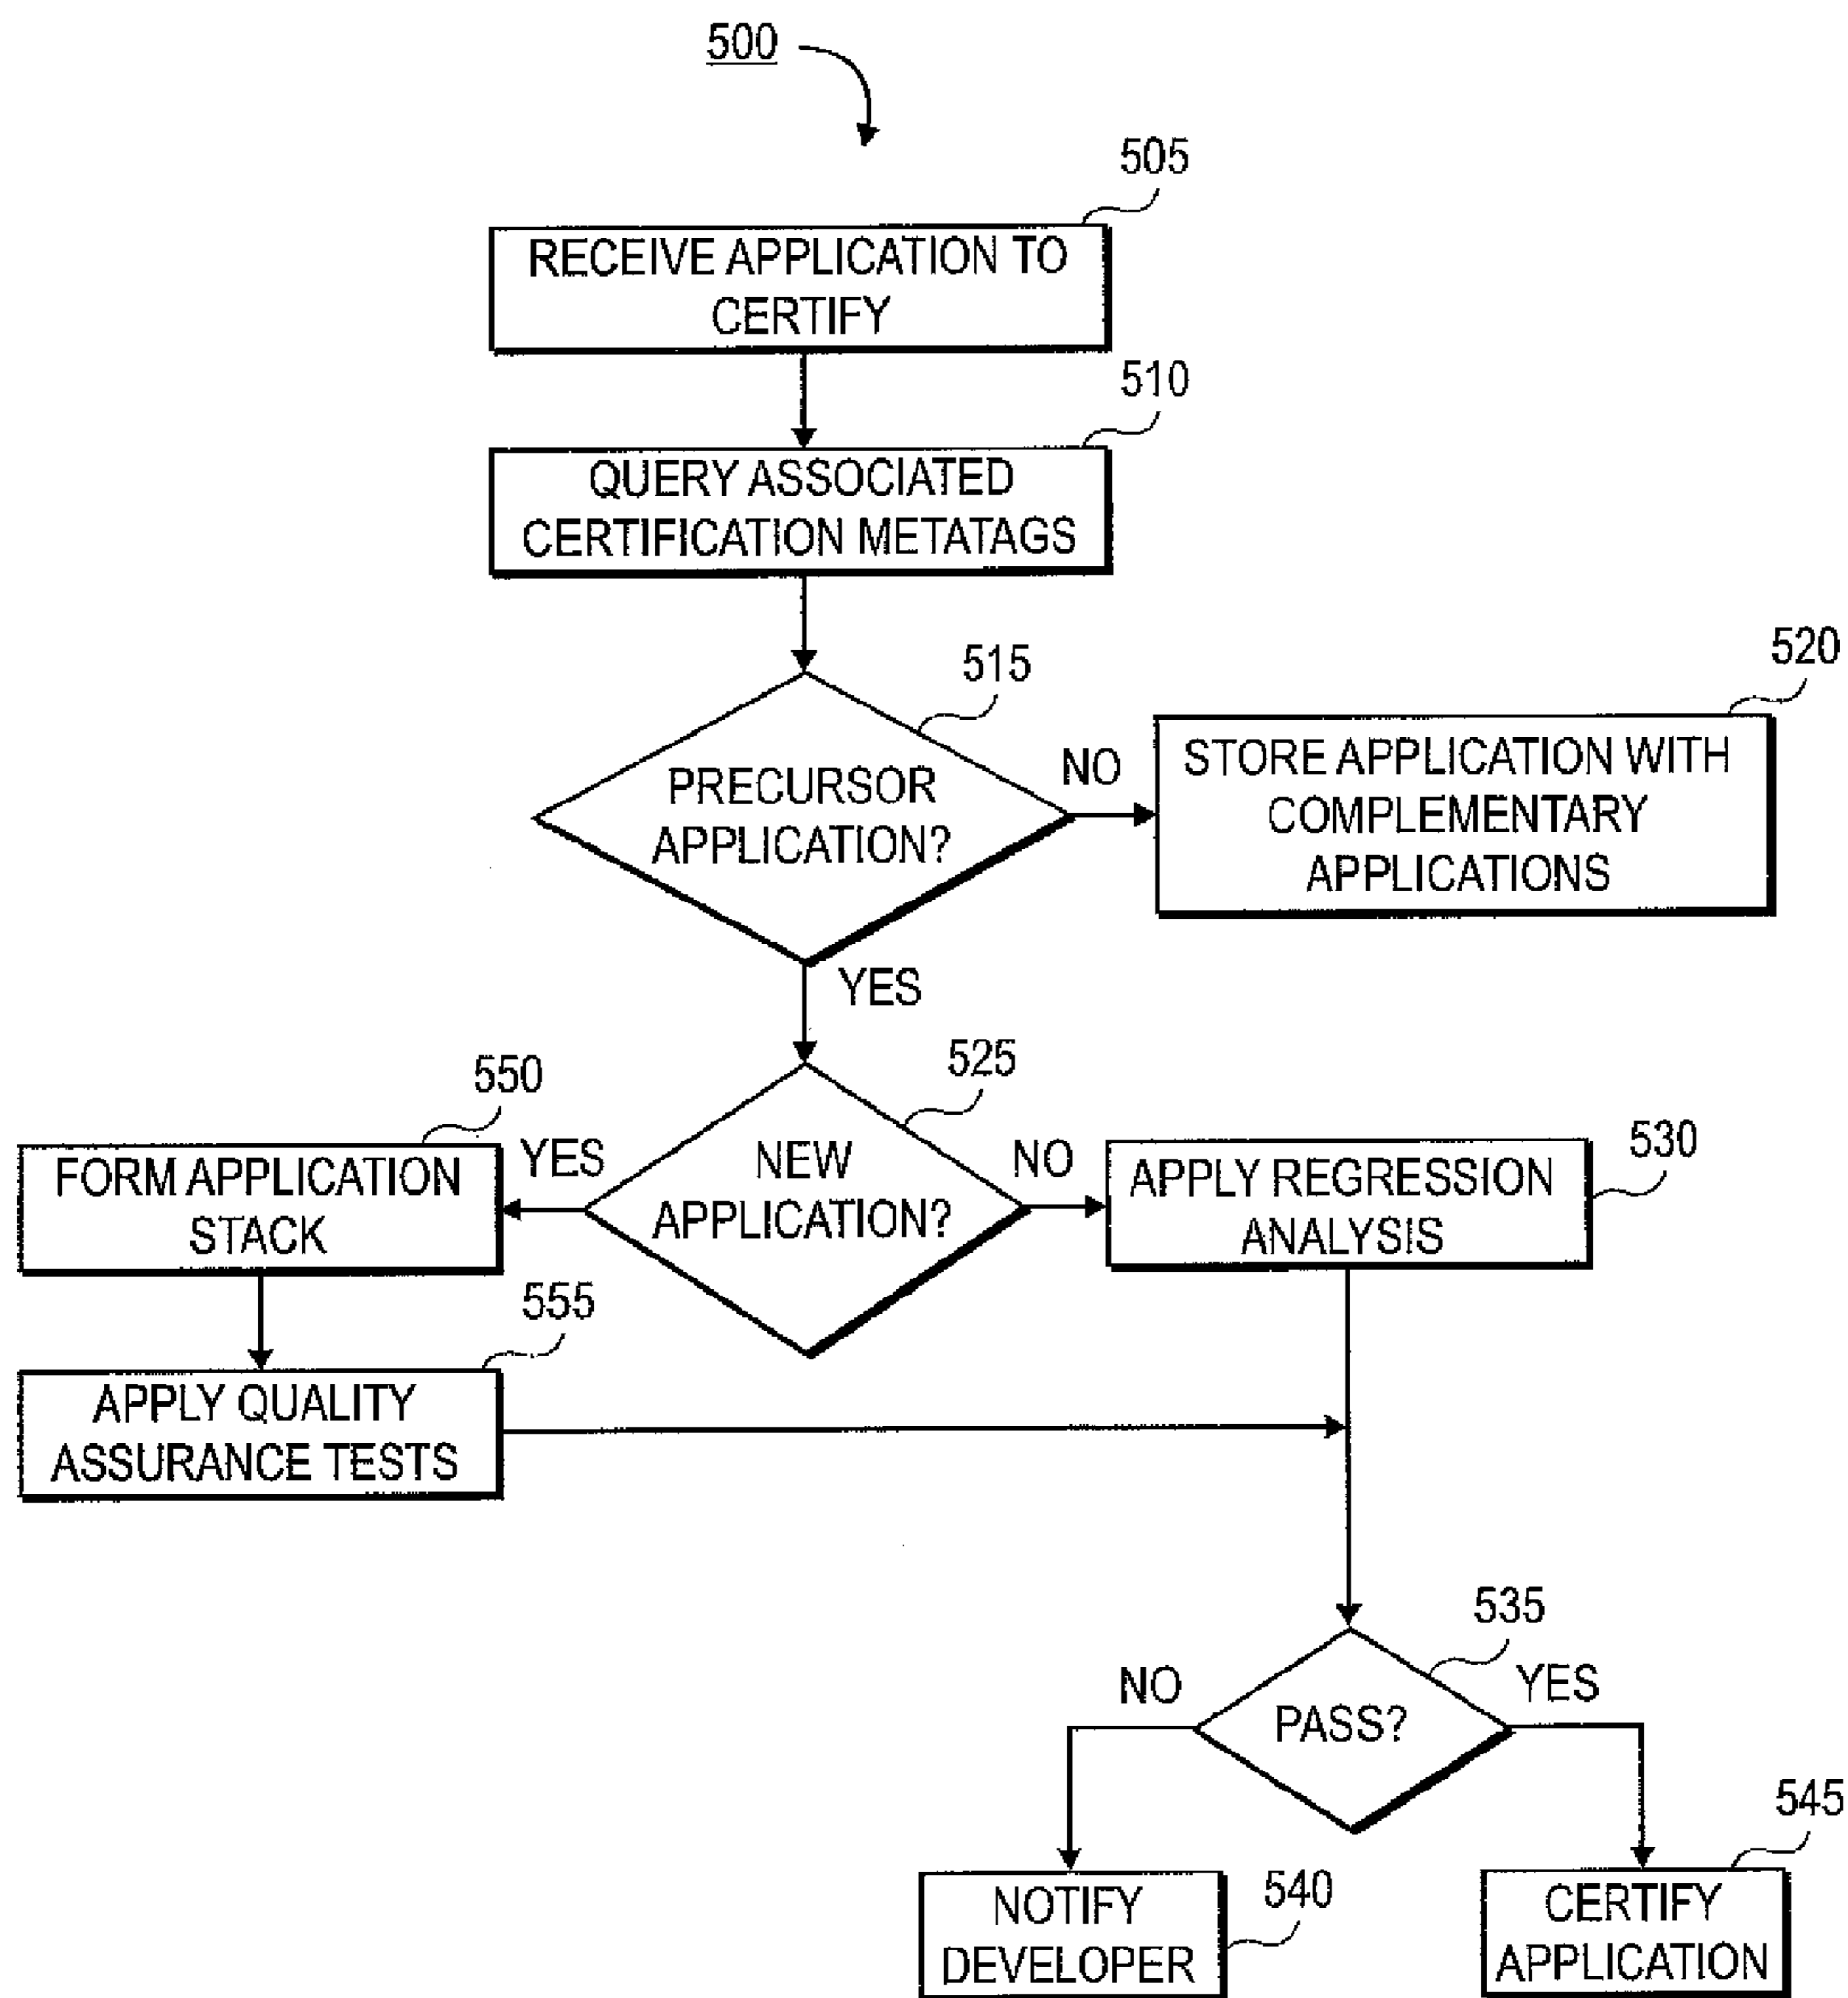 500
505
RECEIVE APPLICATION TO
CERTIFY
510
QUERY ASSOCIATED
CERTIFICATION METATAGS
515
PRECURSOR
APPLICATION?
NO
520
STORE APPLICATION WITH
COMPLEMENTARY
APPLICATIONS
YES
525
NEW
APPLICATION?
YES
550
FORM APPLICATION
STACK
NO
530
APPLY REGRESSION
ANALYSIS
555
APPLY QUALITY
ASSURANCE TESTS
535
PASS?
NO
YES
540
NOTIFY
DEVELOPER
545
CERTIFY
APPLICATION